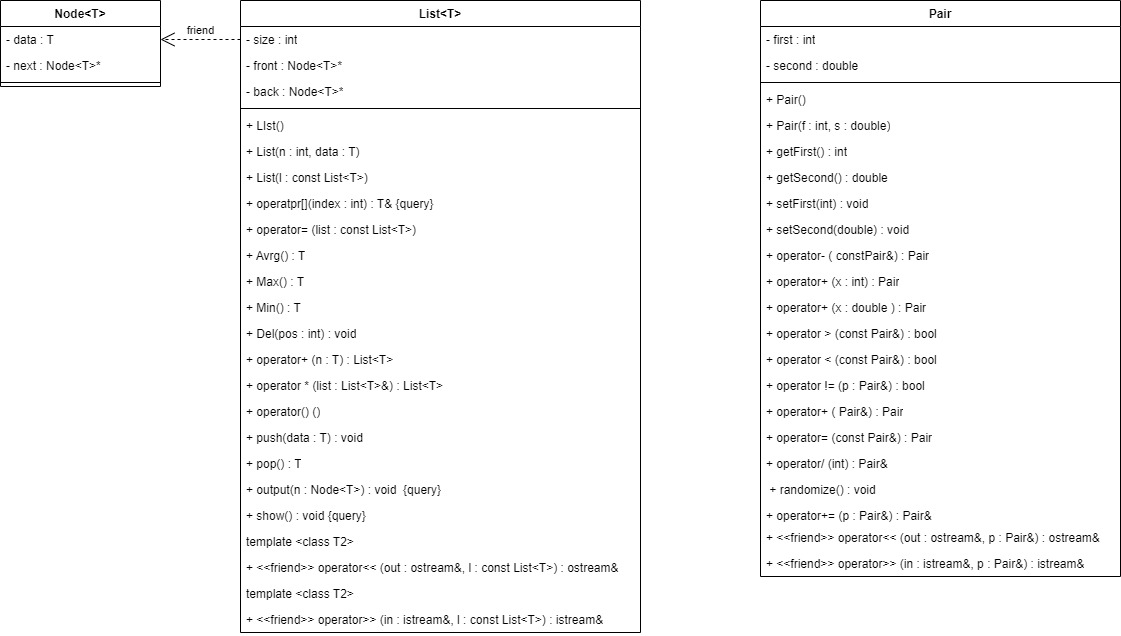 Node<T>
- data : T
- next : Node<T>*
friend
List<T>
- size : int
- front : Node<T>*
- back : Node<T>*
+ LIst()
+ List(n : int, data : T)
+ List(l : const List<T>)
+ operatpr[](index : int) : T& {query}
+ operator= (list : const List<T>)
+ Avrg() : T
+ Max() : T
+ Min() : T
+ Del(pos : int) : void
+ operator+ (n : T) : List<T>
+ operator * (list : List<T>&) : List<T>
+ operator() ()
+ push(data : T) : void
+ pop() : T
+ output(n : Node<T>) : void  {query}
+ show() : void {query}
template <class T2>
+ <<friend>> operator<< (out : ostream&, l : const List<T>) : ostream&
template <class T2>
+ <<friend>> operator>> (in : istream&, l : const List<T>) : istream&
Pair
- first : int
- second : double
+ Pair()
+ Pair(f : int, s : double)
+ getFirst() : int
+ getSecond() : double
+ setFirst(int) : void
+ setSecond(double) : void
+ operator- ( constPair&) : Pair
+ operator+ (x : int) : Pair
+ operator+ (x : double ) : Pair
+ operator > (const Pair&) : bool
+ operator < (const Pair&) : bool
+ operator != (p : Pair&) : bool
+ operator+ ( Pair&) : Pair
+ operator= (const Pair&) : Pair
+ operator/ (int) : Pair&
+ randomize() : void
+ operator+= (p : Pair&) : Pair&
+ <<friend>> operator<< (out : ostream&, p : Pair&) : ostream&
+ <<friend>> operator>> (in : istream&, p : Pair&) : istream&